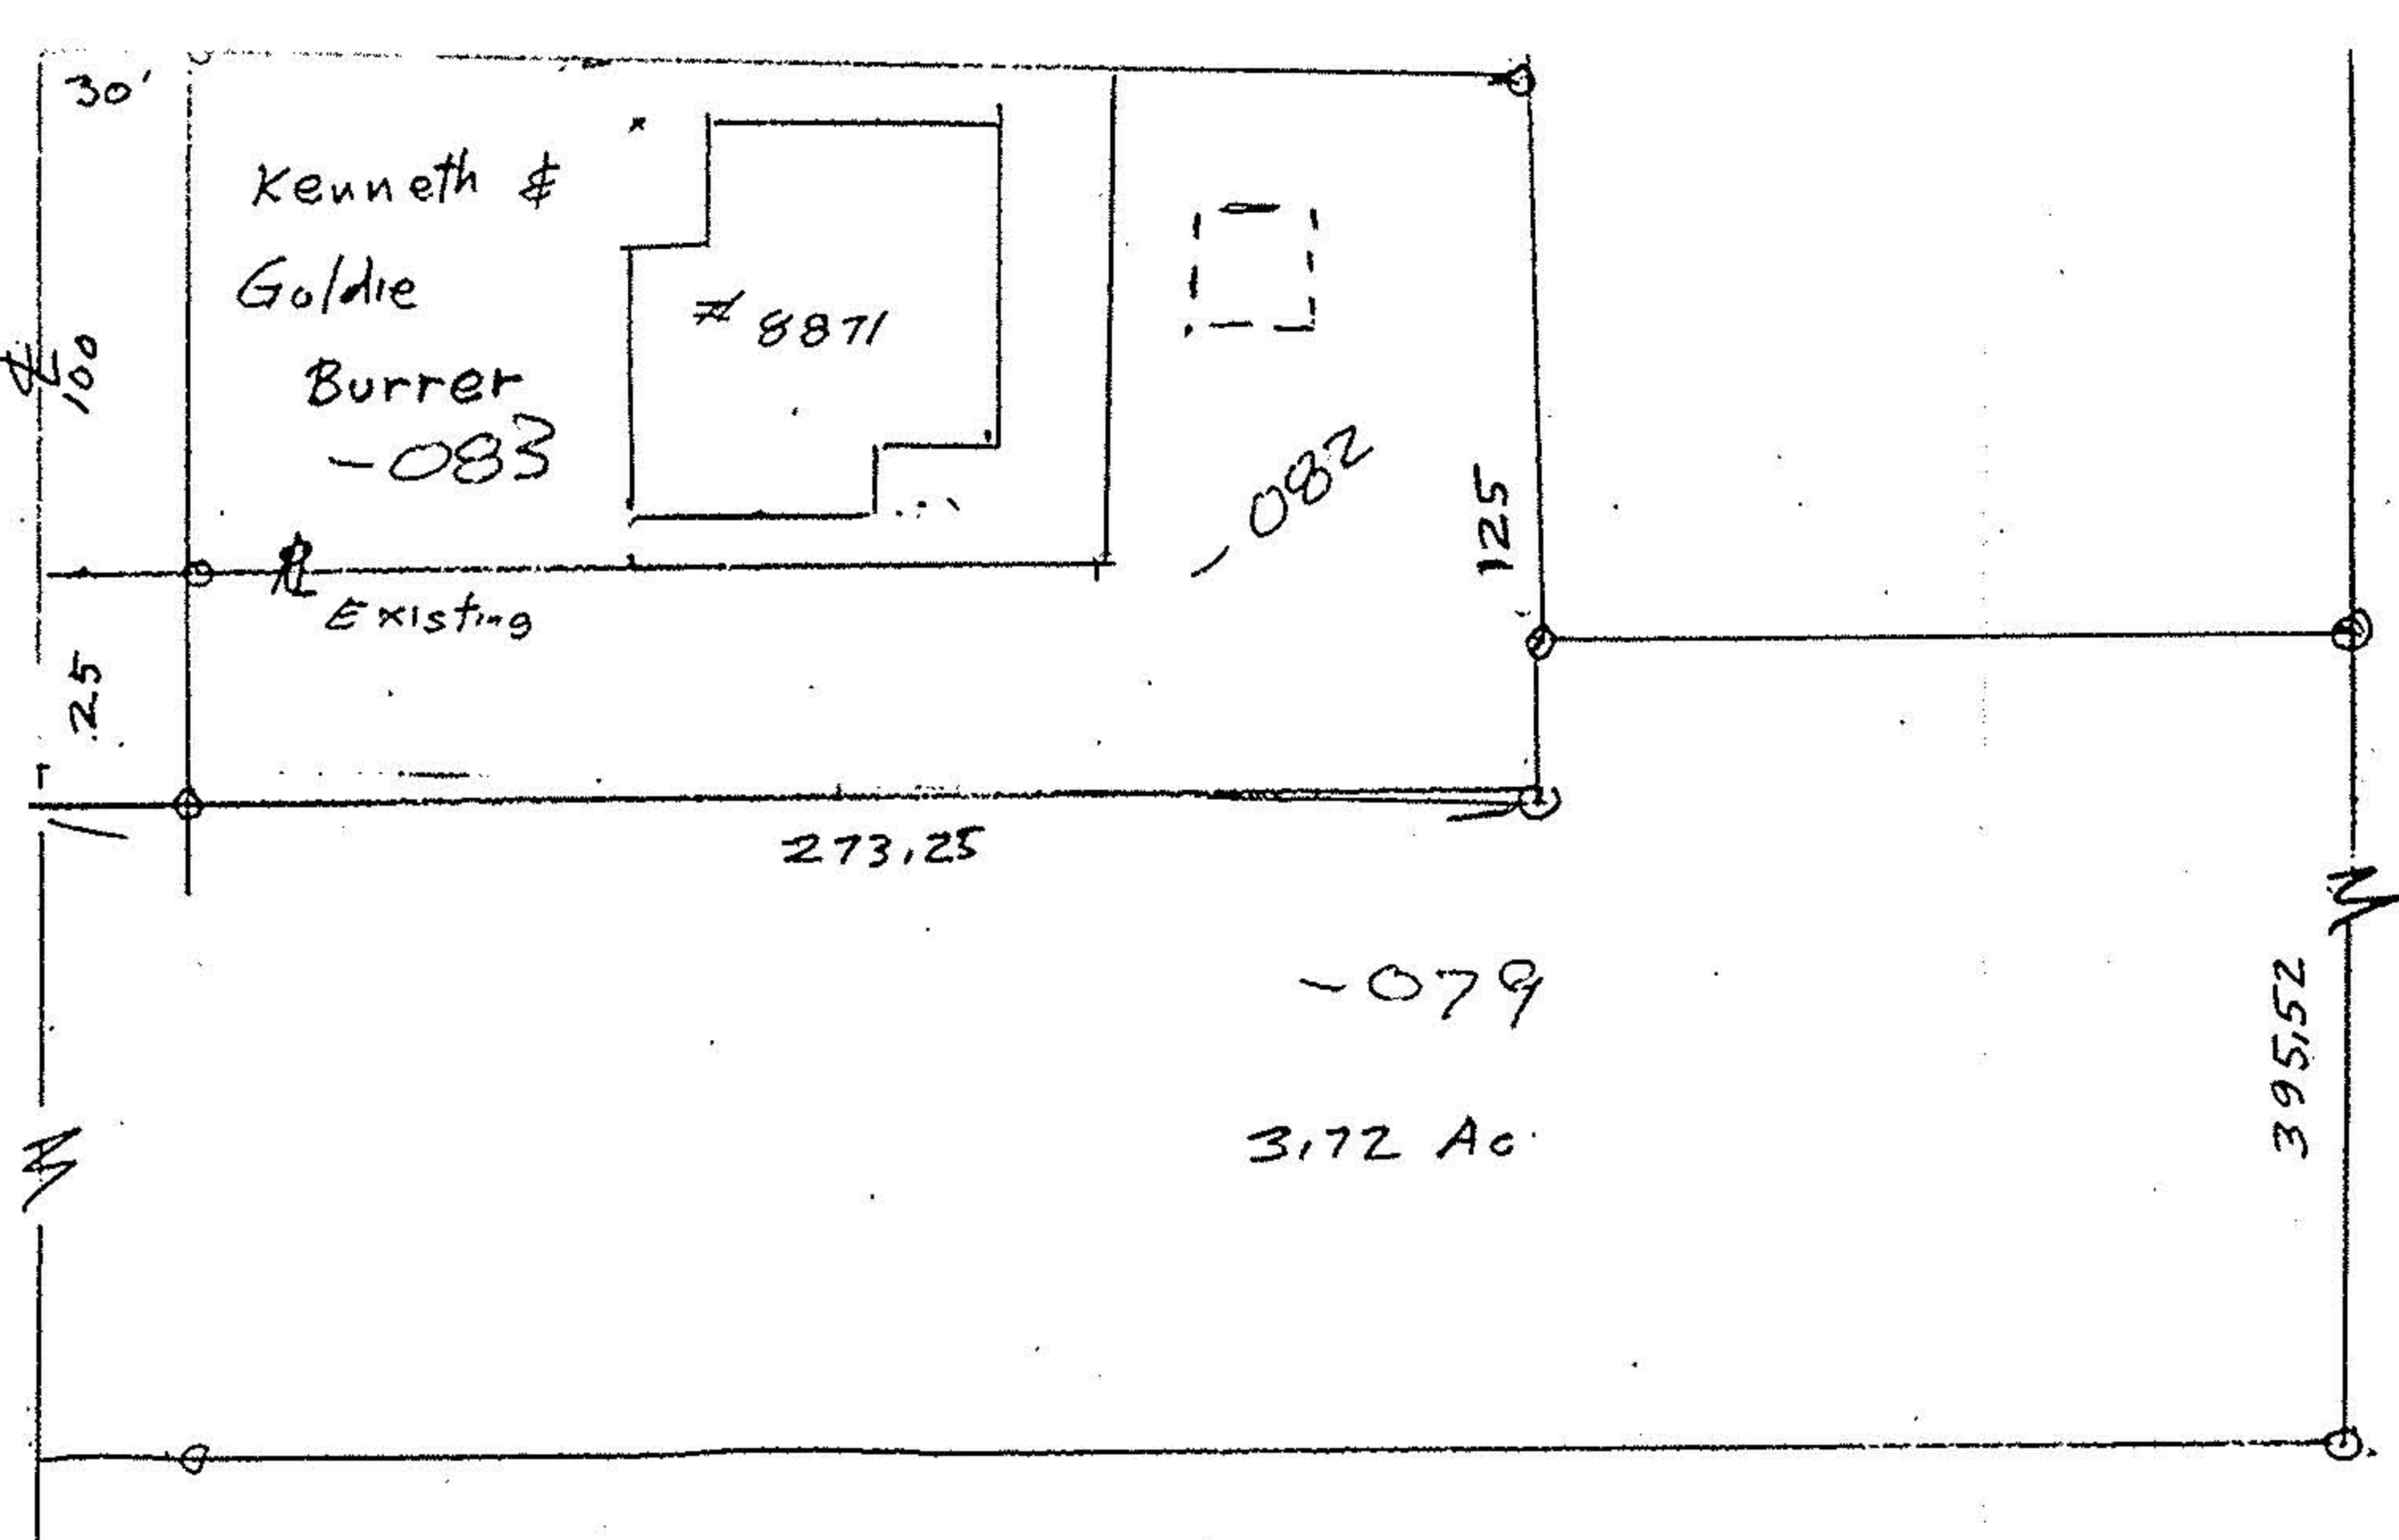 30'
Kenneth &
Goldie
Burrer
-083
# 8871
℄
100
-082
125
℄
Existing
25
273.25
-079
3.72 Ac.
395.52